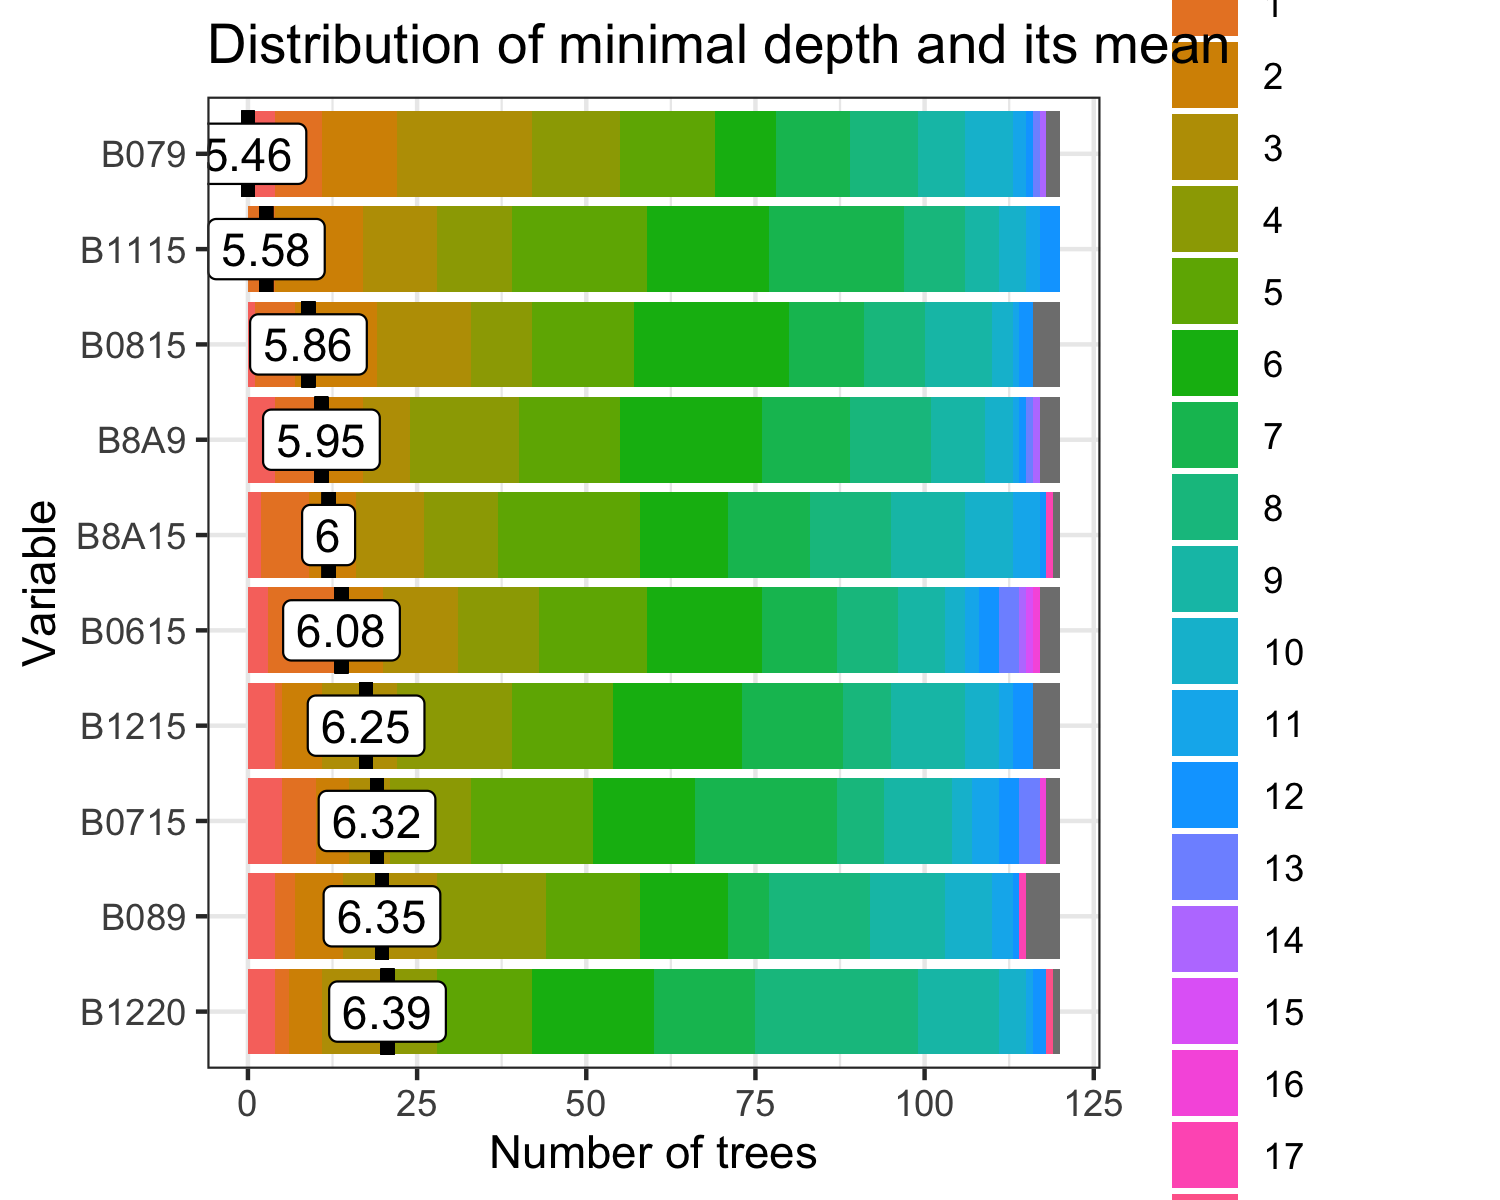 Distribution of minimal depth and its mean
Variable
B079
B1115
B0815
B8A9
B8A15
B0615
B1215
B0715
B089
B1220
5.46
5.58
5.86
5.95
6
6.08
6.25
6.32
6.35
6.39
0 25 50 75 100 125
Number of trees
1
2
3
4
5
6
7
8
9
10
11
12
13
14
15
16
17